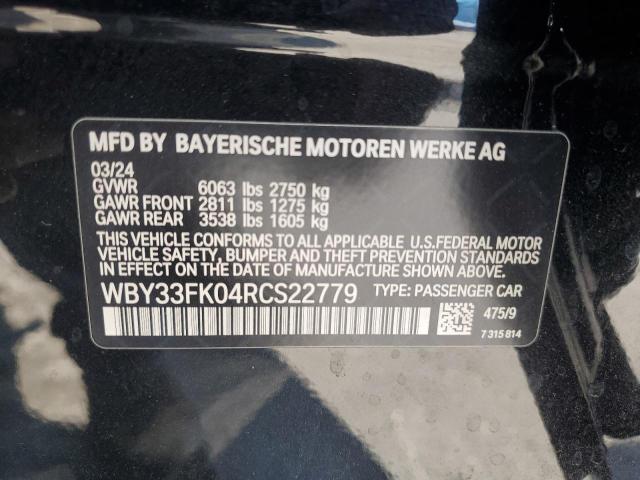 MFD BY BAYERISCHE MOTOREN WERKE AG
03/24
GVWR 6063 lbs 2750 kg
GAWR FRONT 2811 lbs 1275 kg
GAWR REAR 3538 lbs 1605 kg
THIS VEHICLE CONFORMS TO ALL APPLICABLE U.S.FEDERAL MOTOR
VEHICLE SAFETY, BUMPER AND THEFT PREVENTION STANDARDS
IN EFFECT ON THE DATE OF MANUFACTURE SHOWN ABOVE.
WBY33FK04RCS22779 TYPE: PASSENGER CAR
475/9
7 315 814